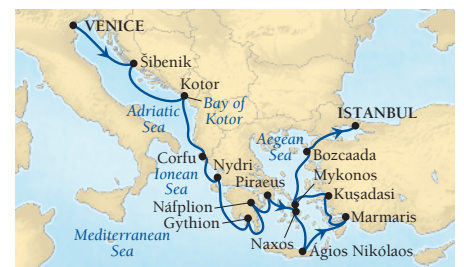 VENICE
Šibenik
Kotor
Adriatic
Sea
Bay of
Kotor
ISTANBUL
Aegean
Sea
Bozcaada
Corfu
Ionean
Sea
Nydri
Mykonos
Piraeus
Kuşadasi
Náfplion
Gythion
Marmaris
Mediterranean
Sea
Naxos
Ágios Nikólaos